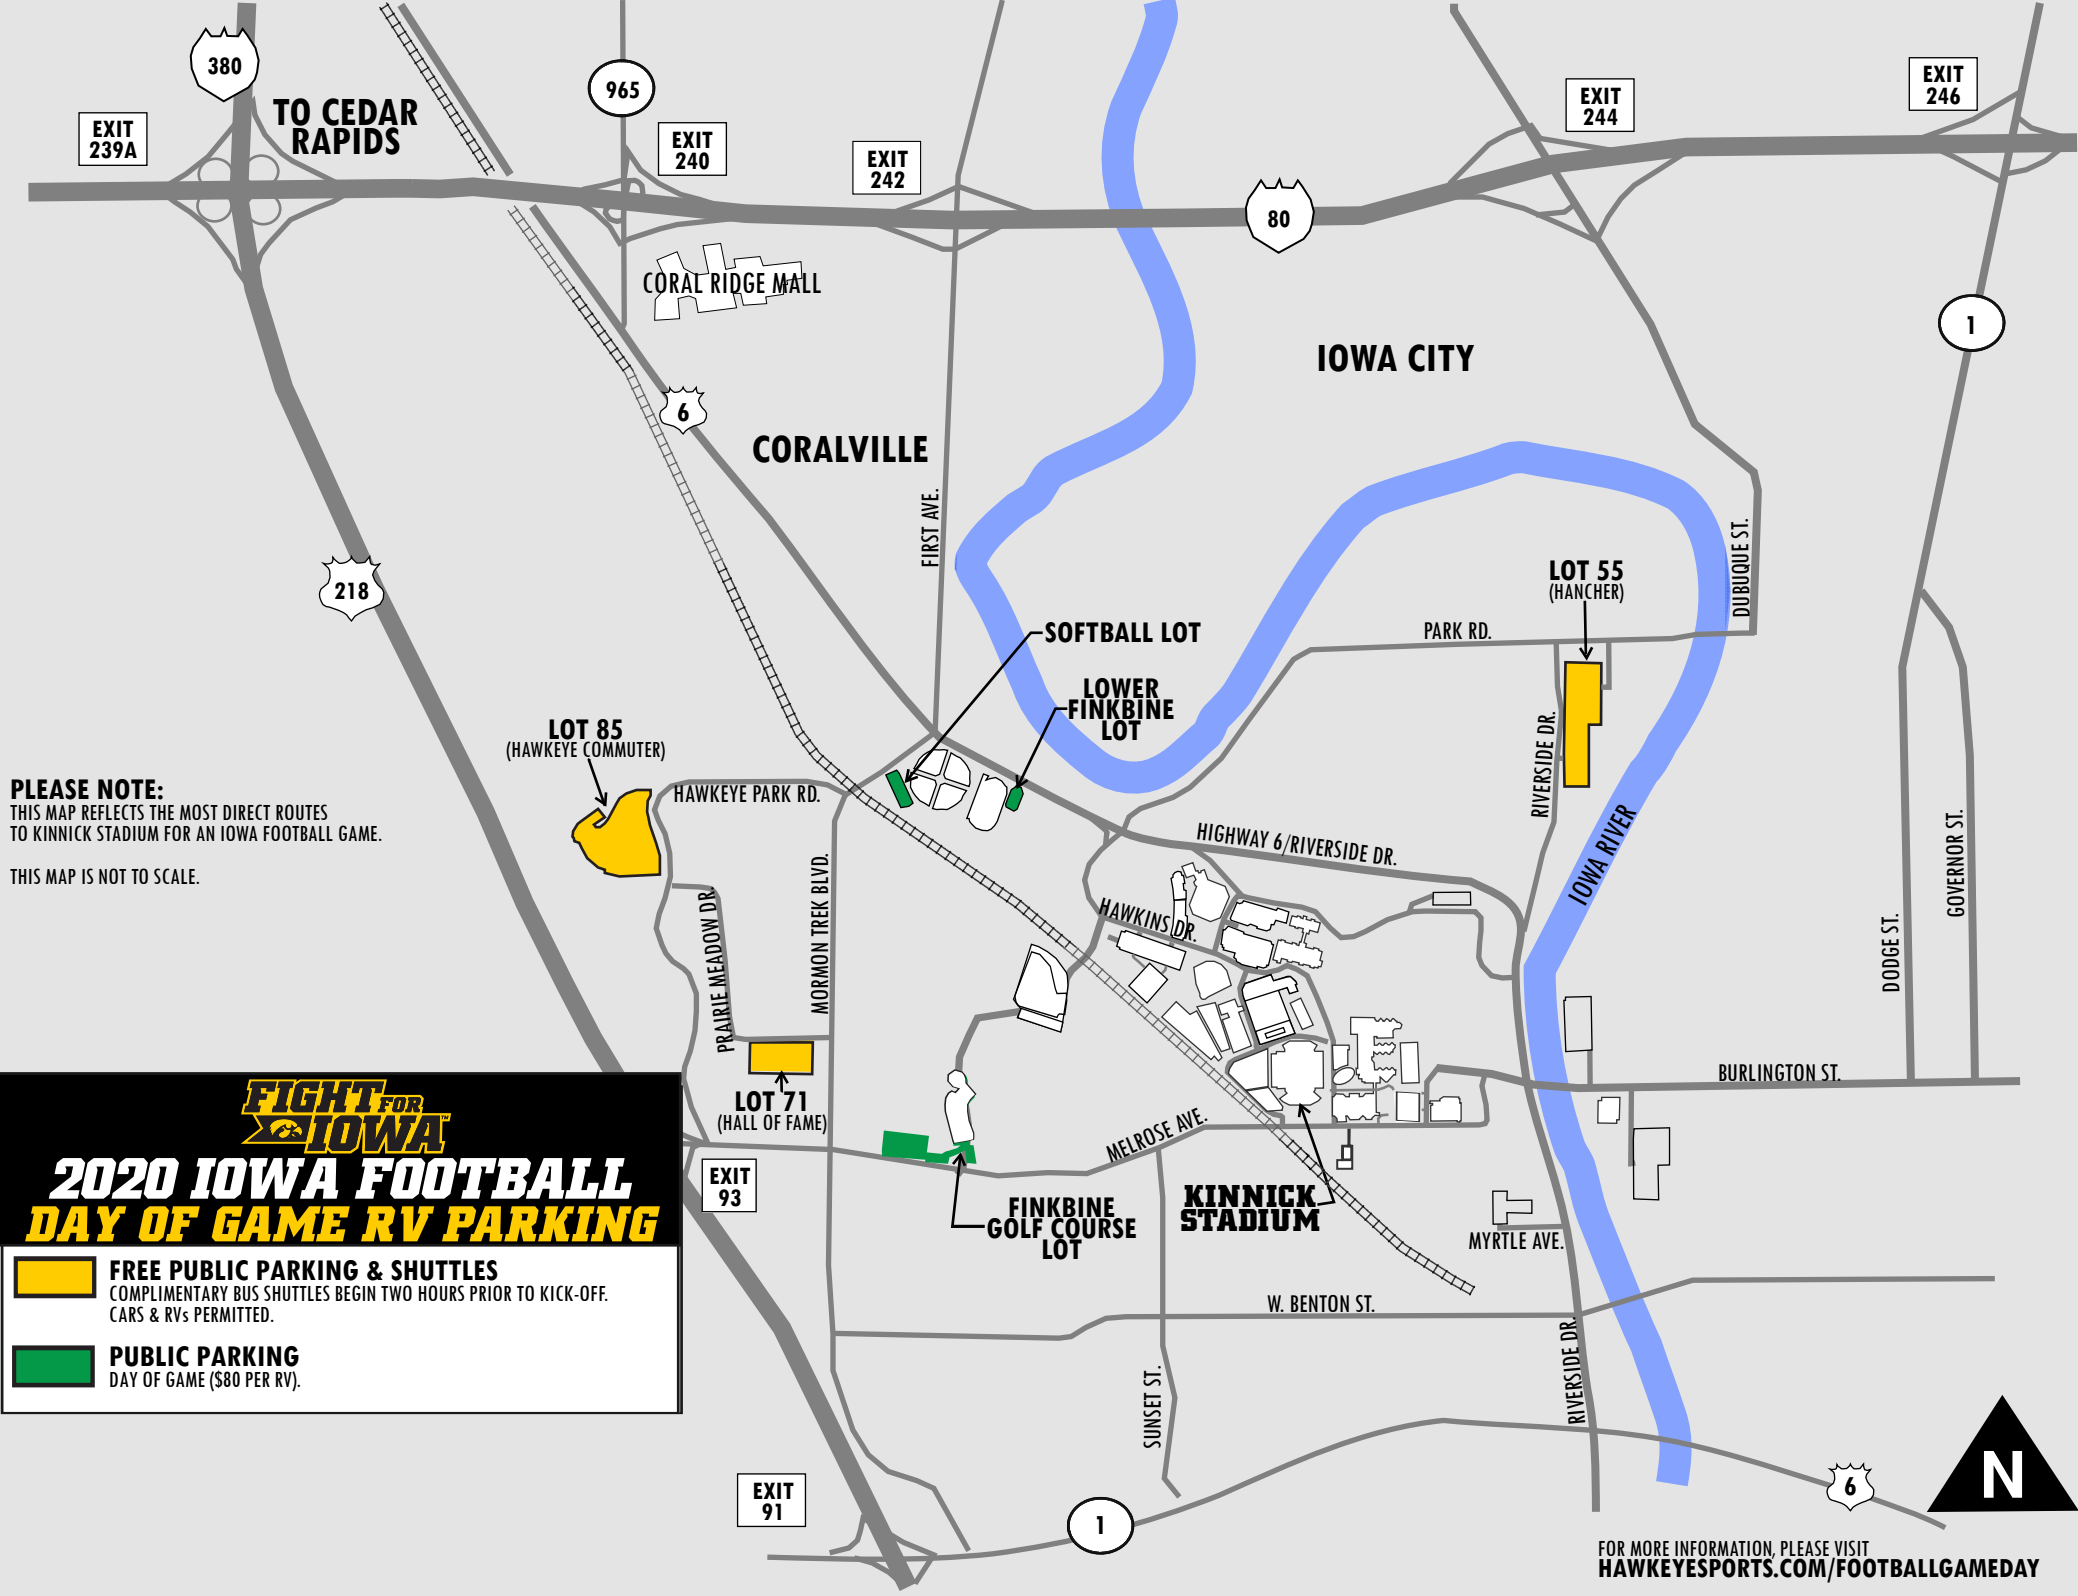 380
TO CEDAR
RAPIDS
EXIT
239A
965
EXIT
240
EXIT
242
80
EXIT
244
EXIT
246
1
CORAL RIDGE MALL
6
IOWA CITY
CORALVILLE
FIRST AVE.
218
DUBUQUE ST.
LOT 55
(HANCHER)
PARK RD.
SOFTBALL LOT
LOWER
FINKBINE
LOT
RIVERSIDE DR.
LOT 85
(HAWKEYE COMMUTER)
HAWKEYE PARK RD.
PLEASE NOTE:
THIS MAP REFLECTS THE MOST DIRECT ROUTES
TO KINNICK STADIUM FOR AN IOWA FOOTBALL GAME.
THIS MAP IS NOT TO SCALE.
HIGHWAY 6/RIVERSIDE DR.
IOWA RIVER
GOVERNOR ST.
DODGE ST.
HAWKINS DR.
PRAIRIE MEADOW DR.
MORMON TREK BLVD.
BURLINGTON ST.
LOT 71
(HALL OF FAME)
MELROSE AVE.
EXIT
93
FINKBINE
GOLF COURSE
LOT
KINNICK
STADIUM
MYRTLE AVE.
W. BENTON ST.
SUNSET ST.
RIVERSIDE DR.
FIGHT FOR
IOWA™
2020 IOWA FOOTBALL
DAY OF GAME RV PARKING
FREE PUBLIC PARKING & SHUTTLES
COMPLIMENTARY BUS SHUTTLES BEGIN TWO HOURS PRIOR TO KICK-OFF.
CARS & RVs PERMITTED.
PUBLIC PARKING
DAY OF GAME ($80 PER RV).
EXIT
91
1
6
N
FOR MORE INFORMATION, PLEASE VISIT
HAWKEYESPORTS.COM/FOOTBALLGAMEDAY